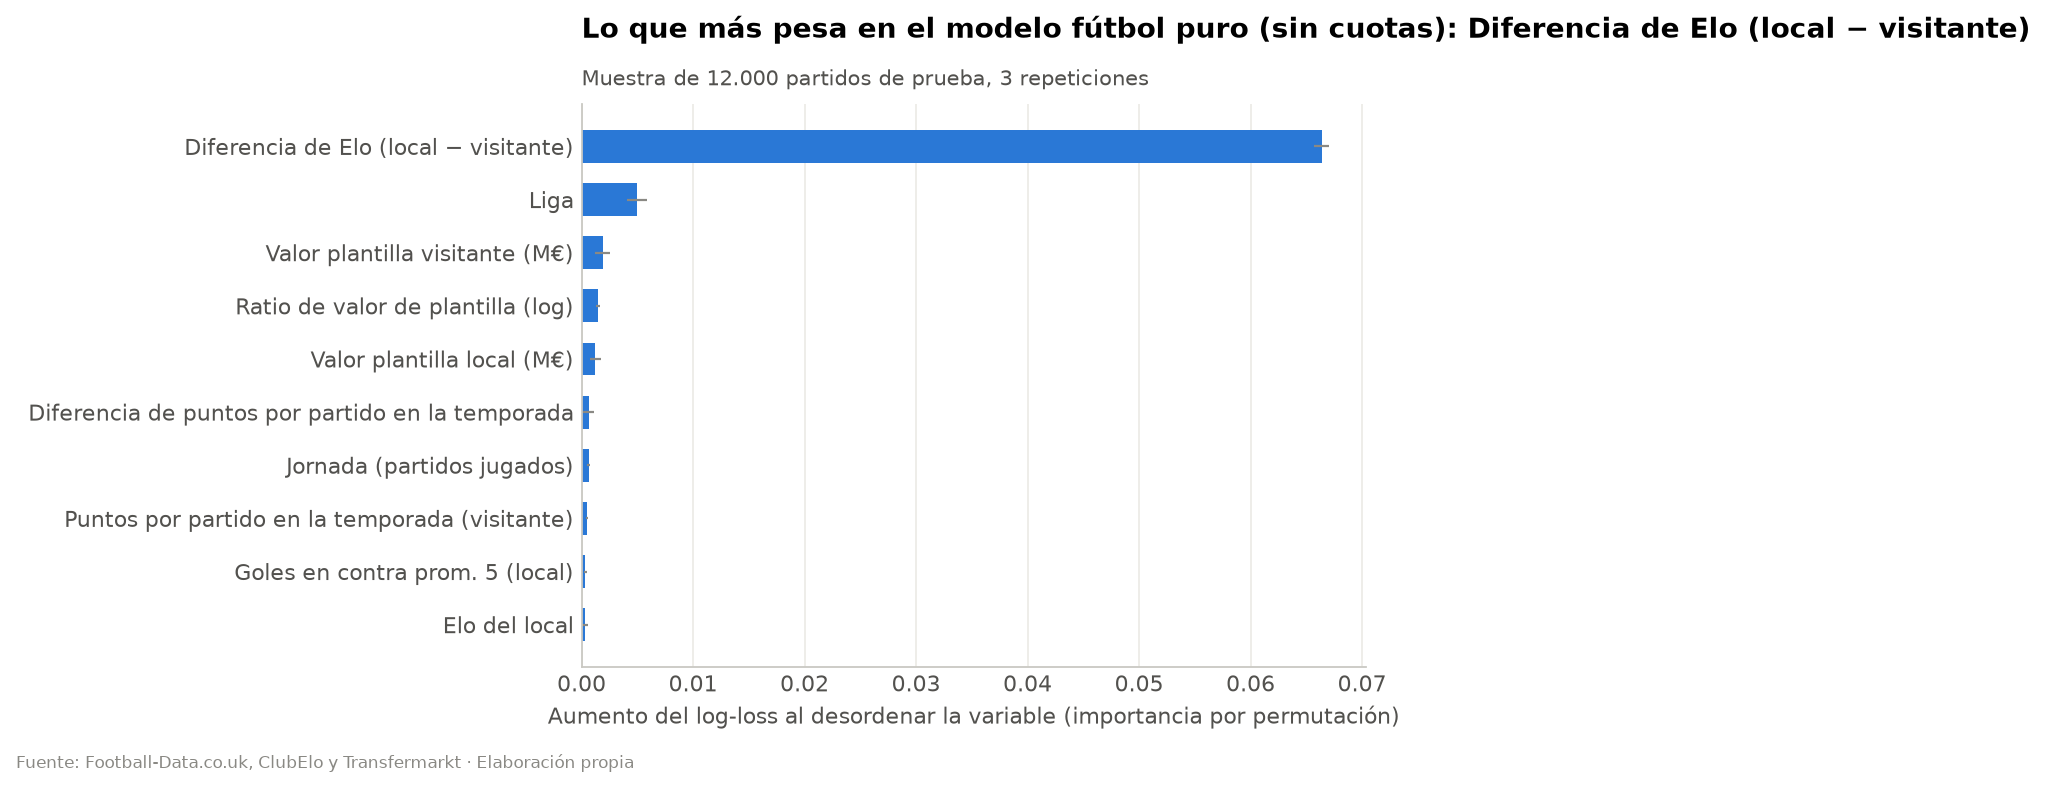 Lo que más pesa en el modelo fútbol puro (sin cuotas): Diferencia de Elo (local − visitante)
Muestra de 12.000 partidos de prueba, 3 repeticiones
Diferencia de Elo (local − visitante)
Liga
Valor plantilla visitante (M€)
Ratio de valor de plantilla (log)
Valor plantilla local (M€)
Diferencia de puntos por partido en la temporada
Jornada (partidos jugados)
Puntos por partido en la temporada (visitante)
Goles en contra prom. 5 (local)
Elo del local
0.00 0.01 0.02 0.03 0.04 0.05 0.06 0.07
Aumento del log-loss al desordenar la variable (importancia por permutación)
Fuente: Football-Data.co.uk, ClubElo y Transfermarkt · Elaboración propia